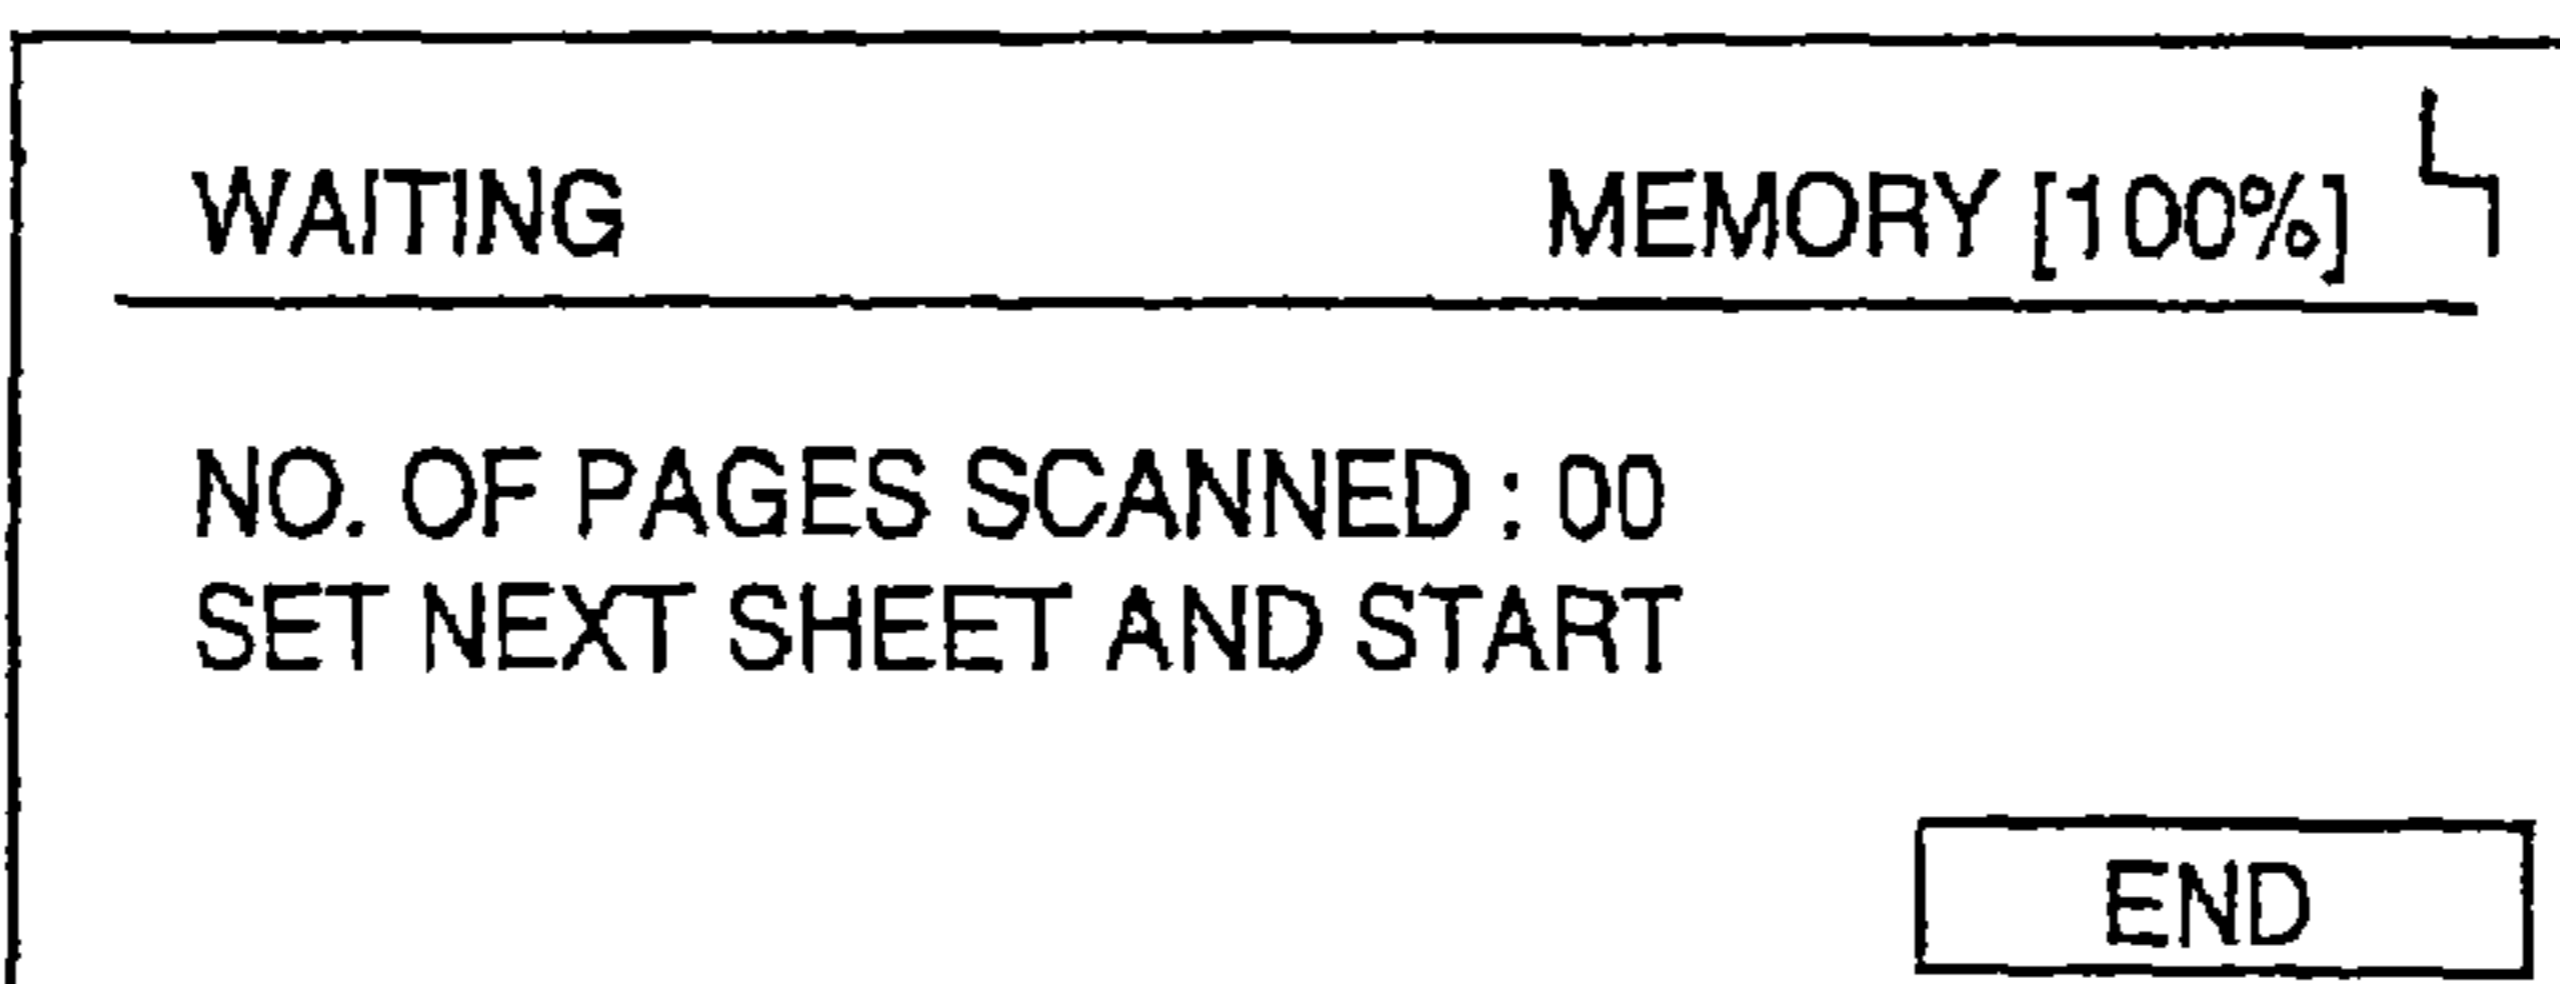 WAITING MEMORY [100%]
NO. OF PAGES SCANNED : 00
SET NEXT SHEET AND START
END